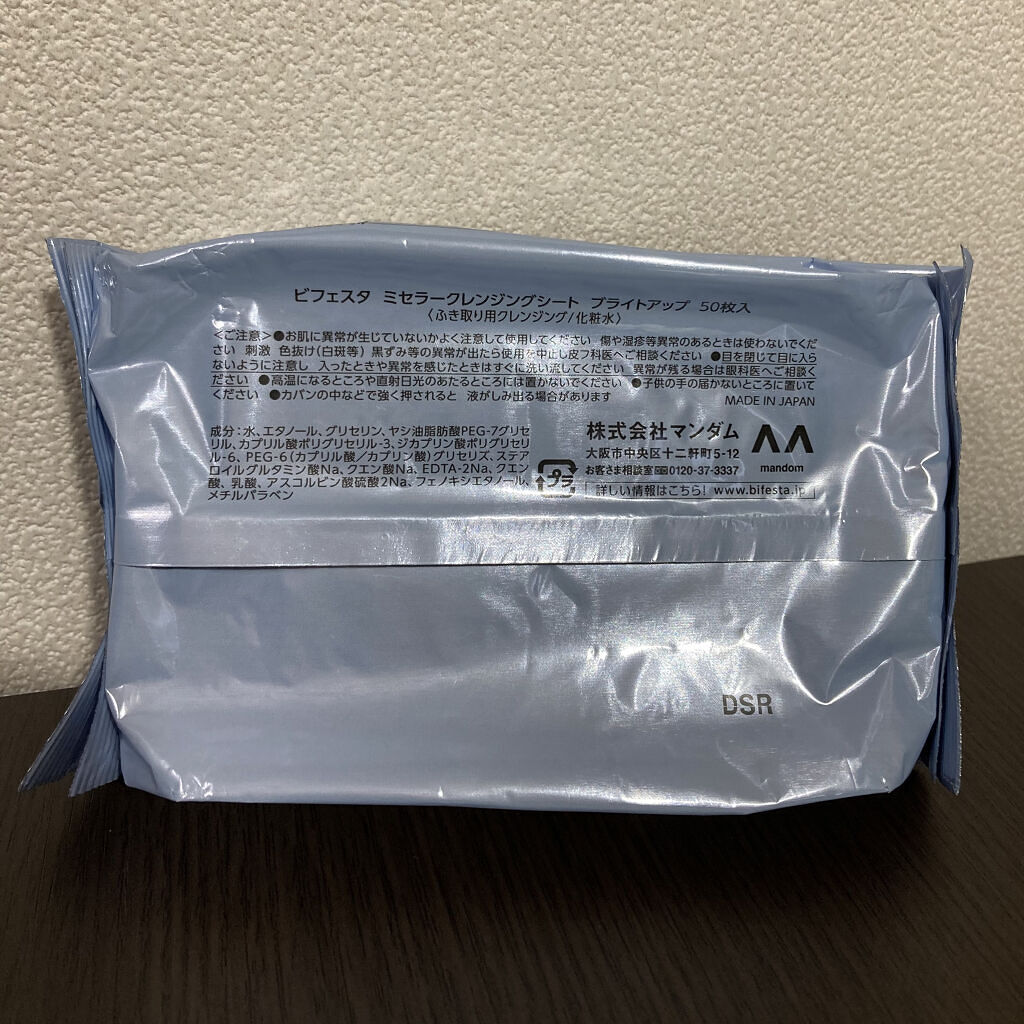 ビフェスタ ミセラークレンジングシート ブライトアップ 50枚入
〈ふき取り用クレンジング/化粧水〉
<ご注意>●お肌に異常が生じていないかよく注意して使用してください 傷や湿疹等異常のあるときは使わないでくだ
さい 刺激 色抜け(白斑等) 黒ずみ等の異常が出たら使用を中止し皮フ科医へご相談ください ●目を閉じて目に入ら
ないように注意し 入ったときや異常を感じたときはすぐに洗い流してください 異常が残る場合は眼科医へご相談く
ださい ●高温になるところや直射日光のあたるところには置かないでください ●子供の手の届かないところに置いて
ください ●カバンの中などで強く押されると 液がしみ出る場合があります MADE IN JAPAN
成分:水、エタノール、グリセリン、ヤシ油脂肪酸PEG-7グリセ
リル、カプリル酸ポリグリセリル-3、ジカプリン酸ポリグリセリ
ル-6、PEG-6(カプリル酸/カプリン酸)グリセリズ、ステア
ロイルグルタミン酸Na、クエン酸Na、EDTA-2Na、クエン
酸、乳酸、アスコルビン酸硫酸2Na、フェノキシエタノール、
メチルパラベン
プラ
株式会社マンダム
大阪市中央区十二軒町5-12
お客さま相談室 0120-37-3337
mandom
詳しい情報はこちら! www.bifesta.jp
DSR